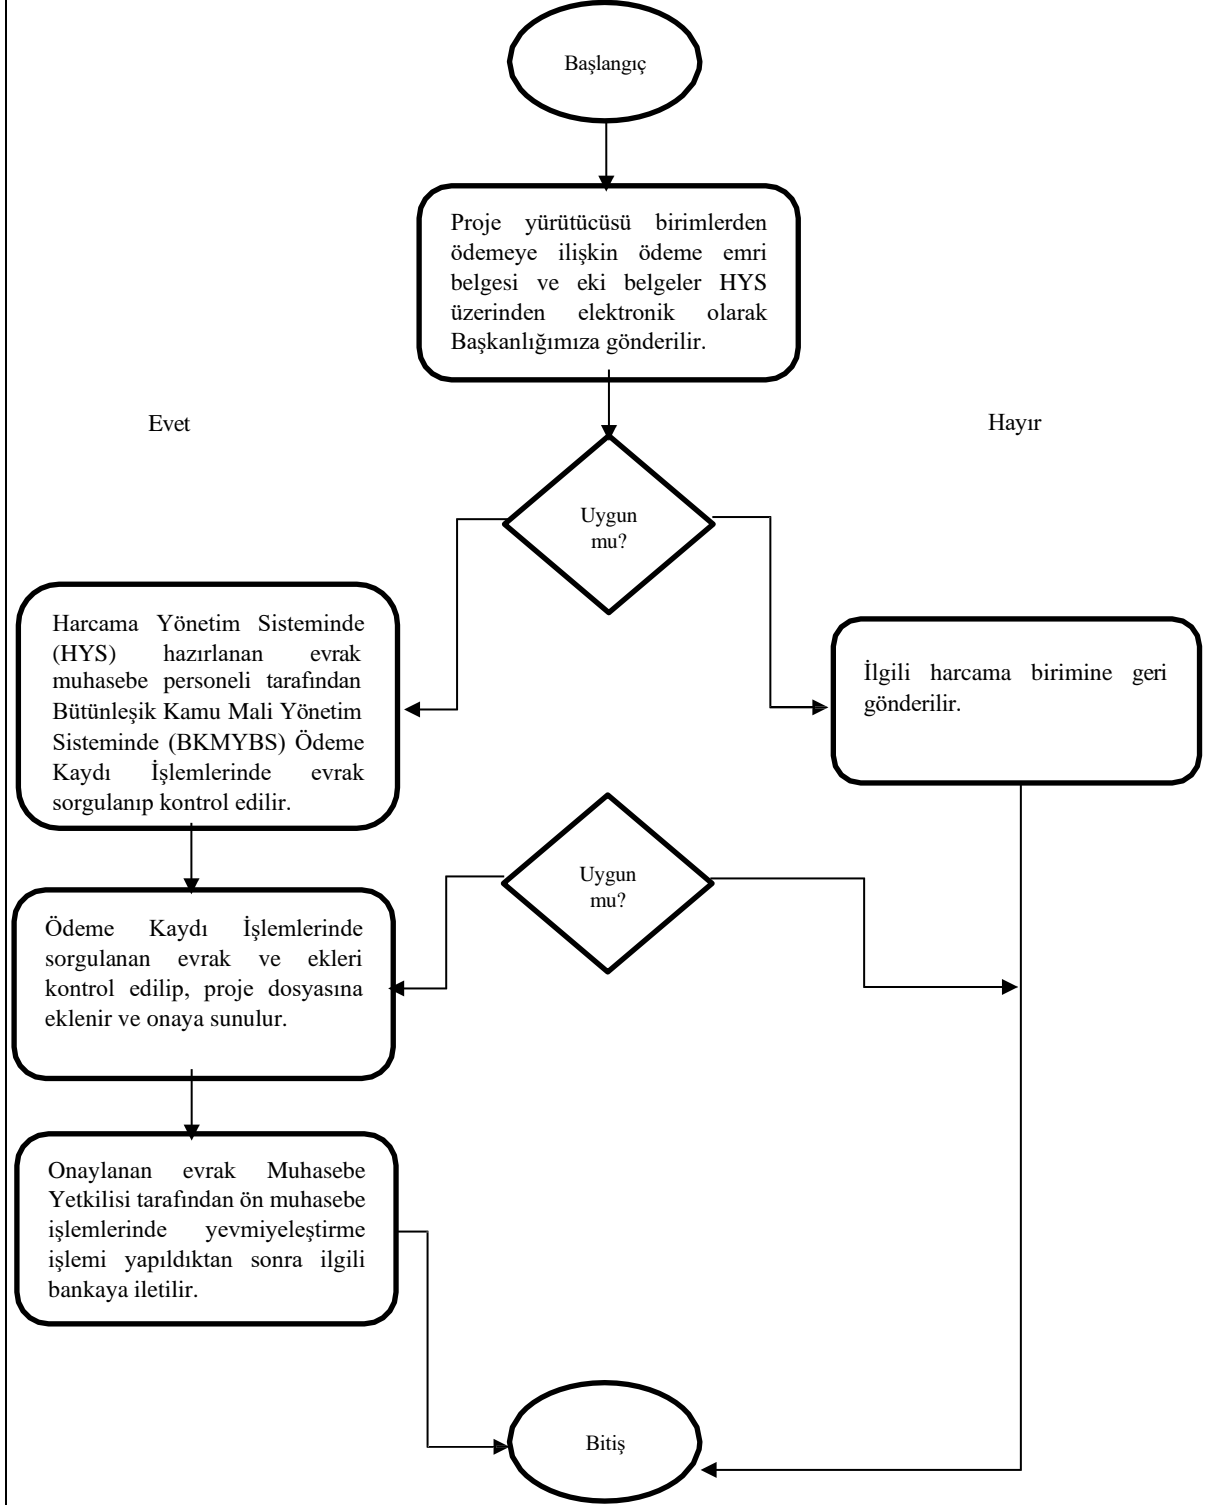 Başlangıç
Proje yürütücüsü birimlerden
ödemeye ilişkin ödeme emri
belgesi ve eki belgeler HYS
üzerinden elektronik olarak
Başkanlığımıza gönderilir.
Evet
Hayır
Uygun
mu?
Harcama Yönetim Sisteminde
(HYS) hazırlanan evrak
muhasebe personeli tarafından
Bütünleşik Kamu Mali Yönetim
Sisteminde (BKMYBS) Ödeme
Kaydı İşlemlerinde evrak
sorgulanıp kontrol edilir.
İlgili harcama birimine geri
gönderilir.
Uygun
mu?
Ödeme Kaydı İşlemlerinde
sorgulanan evrak ve ekleri
kontrol edilip, proje dosyasına
eklenir ve onaya sunulur.
Onaylanan evrak Muhasebe
Yetkilisi tarafından ön muhasebe
işlemlerinde yevmiyeleştirme
işlemi yapıldıktan sonra ilgili
bankaya iletilir.
Bitiş